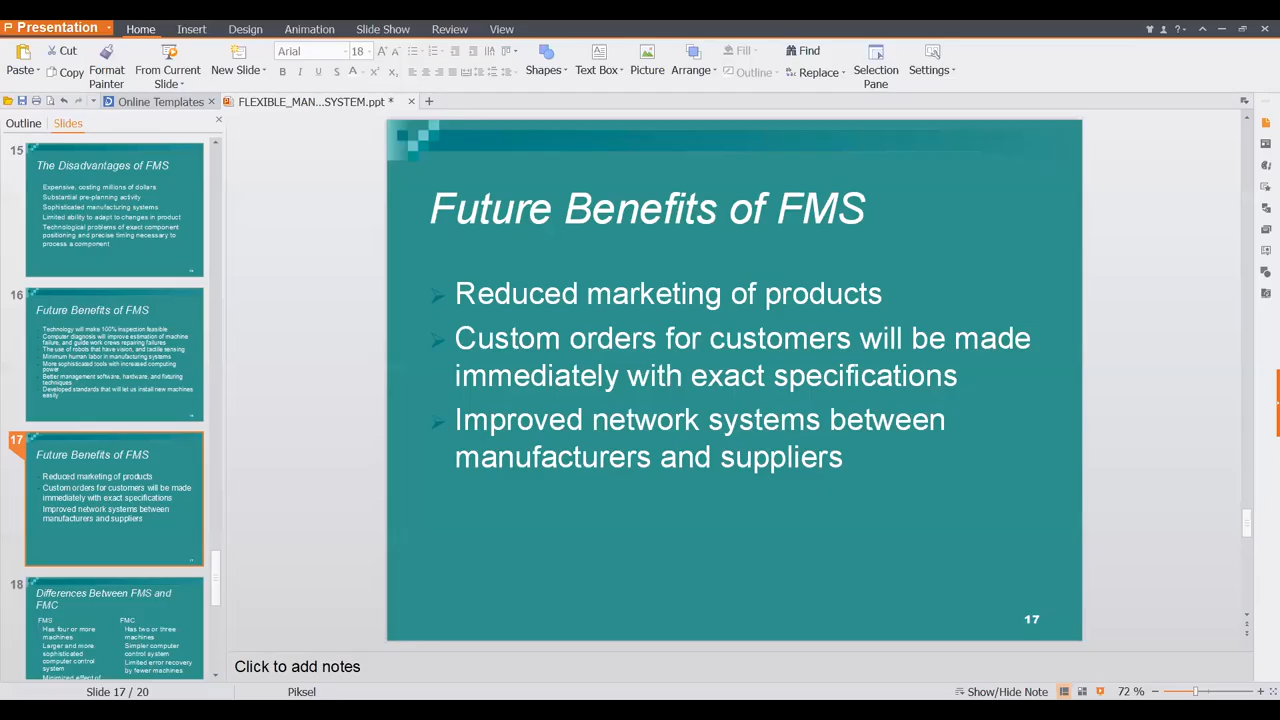 Presentation
Home Insert Design Animation Slide Show Review View
Paste Cut Copy Format Painter From Current Slide New Slide Arial 18 B I U S A Shapes Text Box Picture Arrange Fill Outline Find Replace Selection Pane Settings
Online Templates FLEXIBLE_MAN...SYSTEM.ppt *
Outline Slides
15
The Disadvantages of FMS
Expensive, costing millions of dollars
Substantial pre-planning activity
Sophisticated manufacturing systems
Limited ability to adapt to changes in product
Technological problems of exact component
positioning and precise timing necessary to
process a component
16
Future Benefits of FMS
Technology will make 100% inspection feasible
Computer diagnosis will improve estimation of machine
failure, and guide work crews repairing failures
The use of robots that have vision, and tactile sensing
Minimum human labor in manufacturing systems
More sophisticated tools with increased computing
power
Better management software, hardware, and fixturing
techniques
Developed standards that will let us install new machines
easily
17
Future Benefits of FMS
Reduced marketing of products
Custom orders for customers will be made
immediately with exact specifications
Improved network systems between
manufacturers and suppliers
18
Differences Between FMS and
FMC
FMS
Has four or more
machines
Larger and more
sophisticated
computer control
system
Minimized effect of
FMC
Has two or three
machines
Simpler computer
control system
Limited error recovery
by fewer machines
Future Benefits of FMS
Reduced marketing of products
Custom orders for customers will be made
immediately with exact specifications
Improved network systems between
manufacturers and suppliers
17
Click to add notes
Slide 17 / 20 Piksel Show/Hide Note 72 %